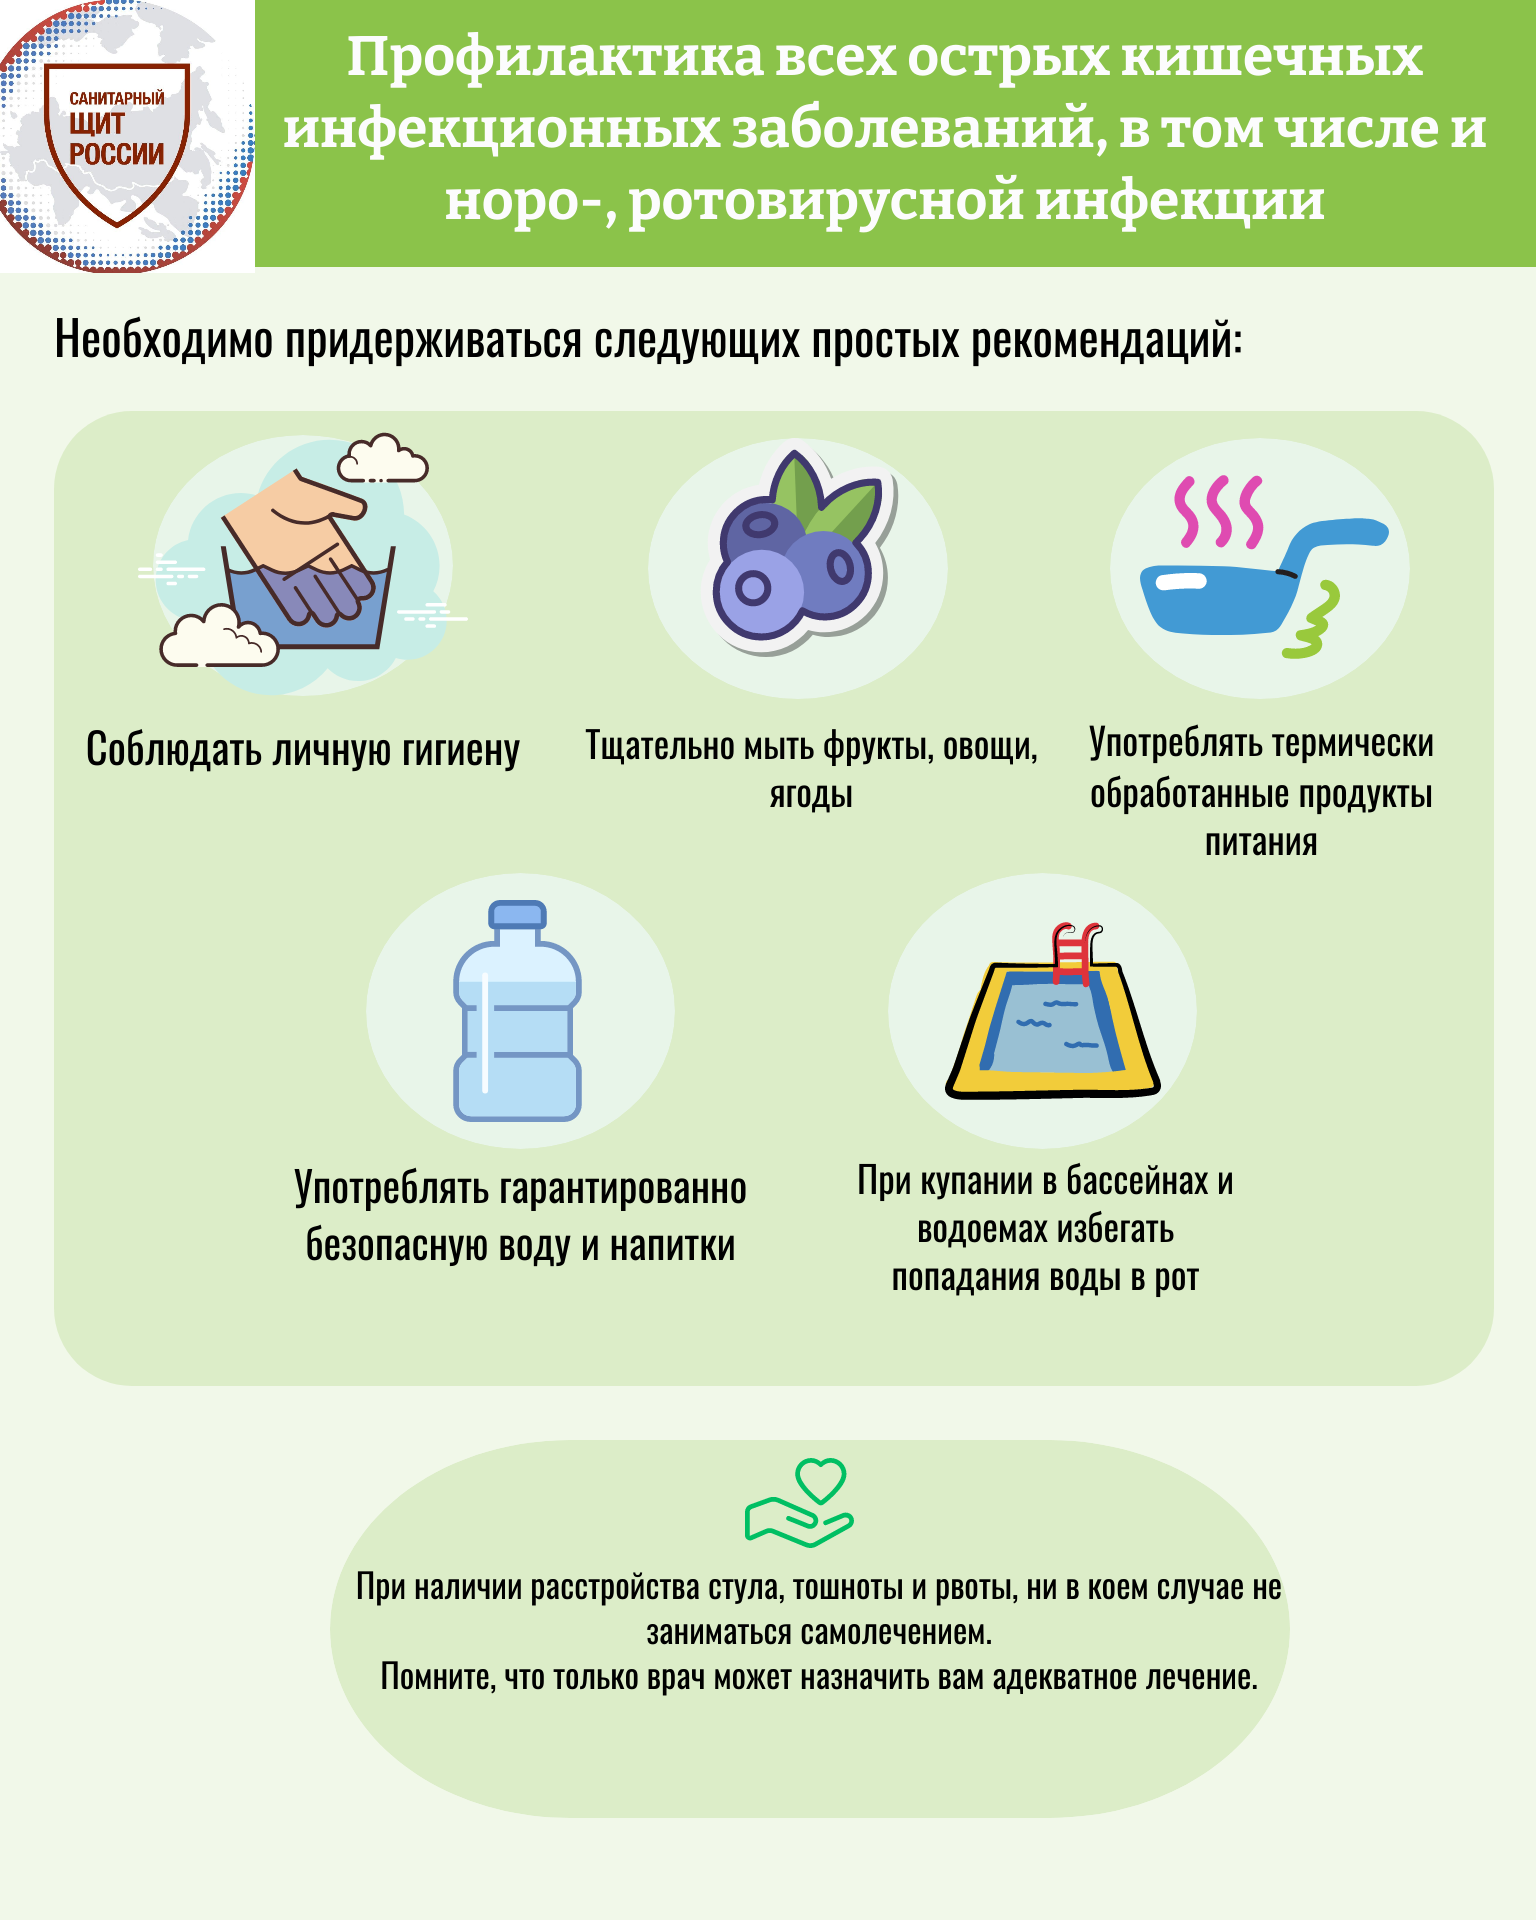 САНИТАРНЫЙ
ЩИТ
РОССИИ
Профилактика всех острых кишечных
инфекционных заболеваний, в том числе и
норо-, ротовирусной инфекции
Необходимо придерживаться следующих простых рекомендаций:
Соблюдать личную гигиену
Тщательно мыть фрукты, овощи,
ягоды
Употреблять термически
обработанные продукты
питания
Употреблять гарантированно
безопасную воду и напитки
При купании в бассейнах и
водоемах избегать
попадания воды в рот
При наличии расстройства стула, тошноты и рвоты, ни в коем случае не
заниматься самолечением.
Помните, что только врач может назначить вам адекватное лечение.